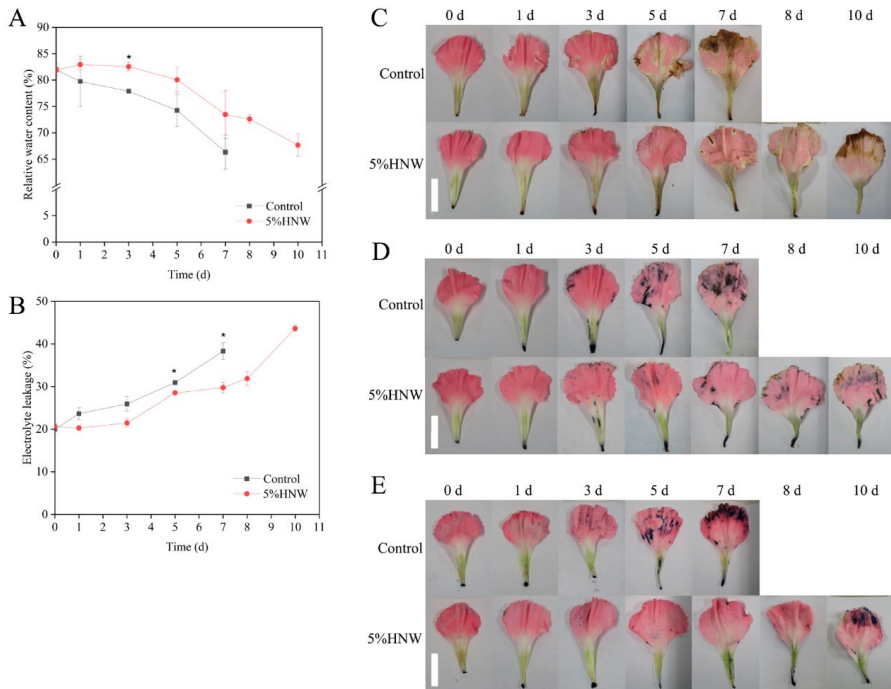 A
Relative water content (%)
90
85
80
75
70
65
5
0
*
Control
5%HNW
0 1 2 3 4 5 6 7 8 9 10 11
Time (d)
B
Electrolyte leakage (%)
50
40
30
20
10
0
*
*
Control
5%HNW
0 1 2 3 4 5 6 7 8 9 10 11
Time (d)
C
0 d 1 d 3 d 5 d 7 d 8 d 10 d
Control
5%HNW
D
0 d 1 d 3 d 5 d 7 d 8 d 10 d
Control
5%HNW
E
0 d 1 d 3 d 5 d 7 d 8 d 10 d
Control
5%HNW